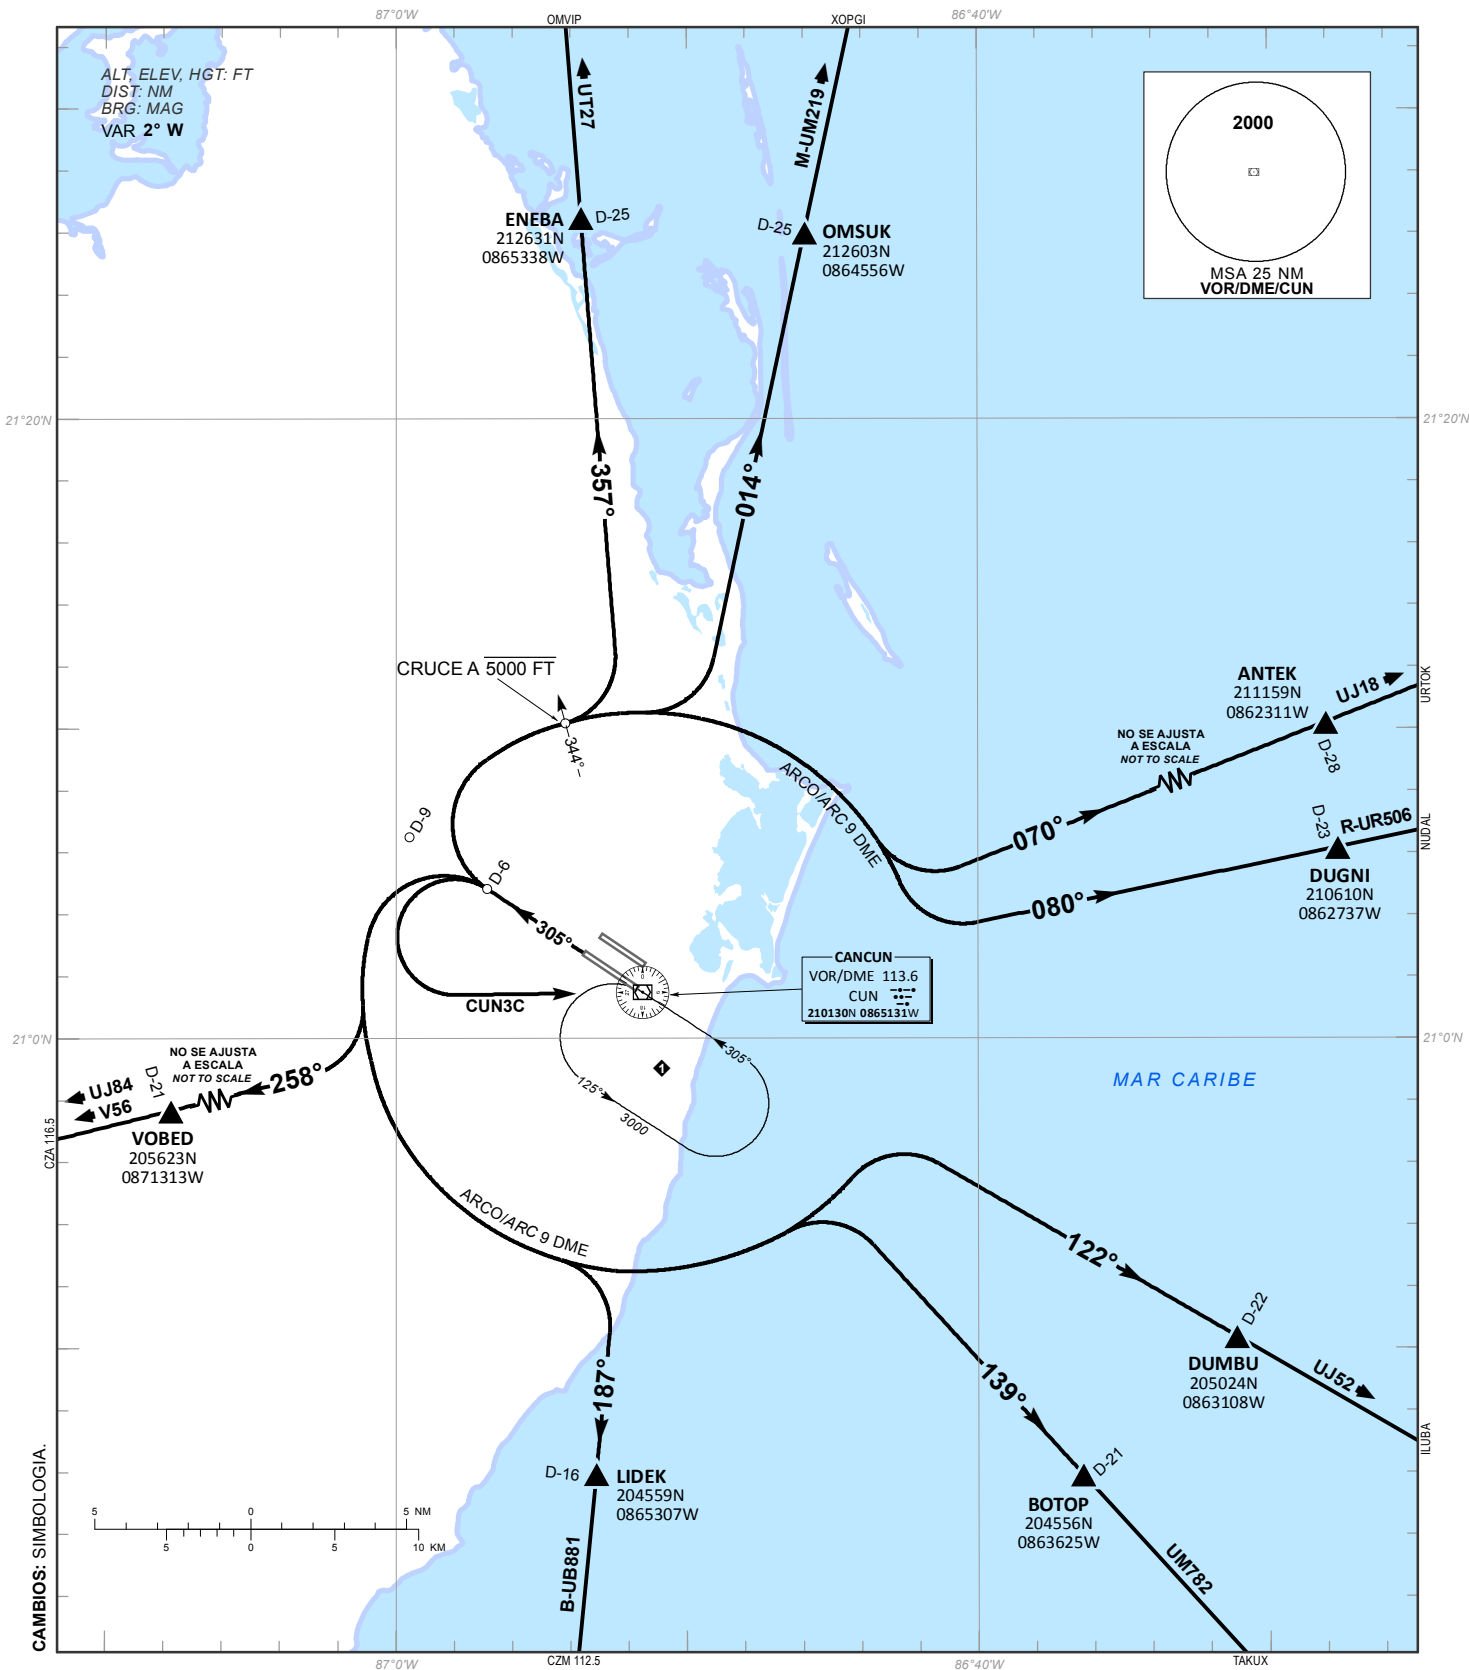 87°0'W
OMVIP
XOPGI
86°40'W
ALT, ELEV, HGT: FT
DIST: NM
BRG: MAG
VAR 2° W
UT27
M-UM219
2000
MSA 25 NM
VOR/DME/CUN
ENEBA
212631N
0865338W
D-25
D-25
OMSUK
212603N
0864556W
21°20'N
21°20'N
357°
014°
CRUCE A 5000 FT
344°
ANTEK
211159N
0862311W
UJ18
URTOK
D-28
NO SE AJUSTA
A ESCALA
NOT TO SCALE
070°
ARCO/ARC 9 DME
D-9
D-6
D-23
R-UR506
NUDAL
DUGNI
210610N
0862737W
080°
305°
CUN3C
CANCUN
VOR/DME 113.6
CUN
210130N 0865131W
21°0'N
21°0'N
305°
125°
3000
1
MAR CARIBE
NO SE AJUSTA
A ESCALA
NOT TO SCALE
258°
D-21
UJ84
V56
CZA 116.5
VOBED
205623N
0871313W
ARCO/ARC 9 DME
122°
D-22
DUMBU
205024N
0863108W
UJ52
ILUBA
139°
D-21
BOTOP
204556N
0863625W
UM782
187°
D-16
LIDEK
204559N
0865307W
B-UB881
5 0 5 NM
5 0 5 10 KM
CAMBIOS: SIMBOLOGIA.
87°0'W
CZM 112.5
86°40'W
TAKUX